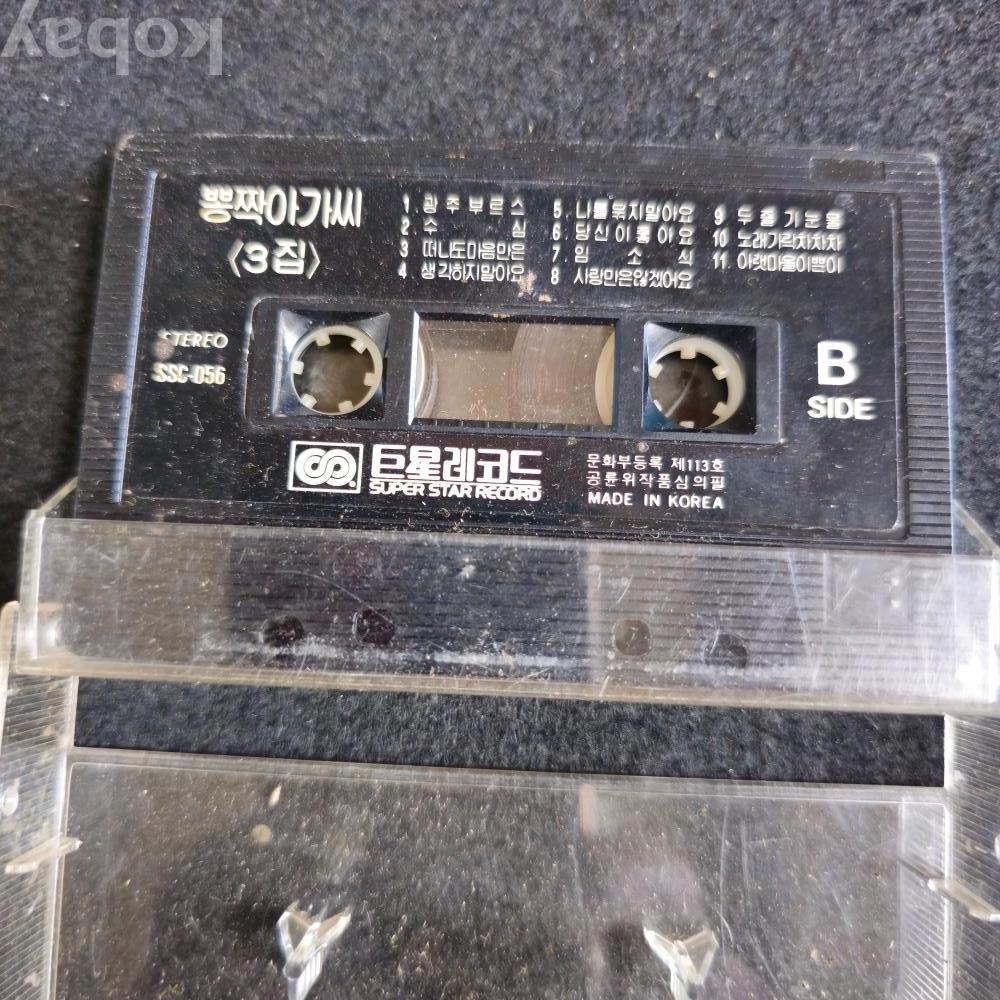 kobay
뽕짝아가씨
〈3집〉
1. 광주부르스
2. 수심
3 떠나도마음만은
4 생각하지말아요
5. 나를묶지말아요
6. 당신이좋아요
7. 임소식
8 사랑만은않겠어요
9 두줄기눈물
10 노래가락차차차
11 아랫마을이쁜이
STEREO
SSC-056
B
SIDE
巨星레코드
SUPER STAR RECORD
문화부등록 제113호
공륜위작품심의필
MADE IN KOREA